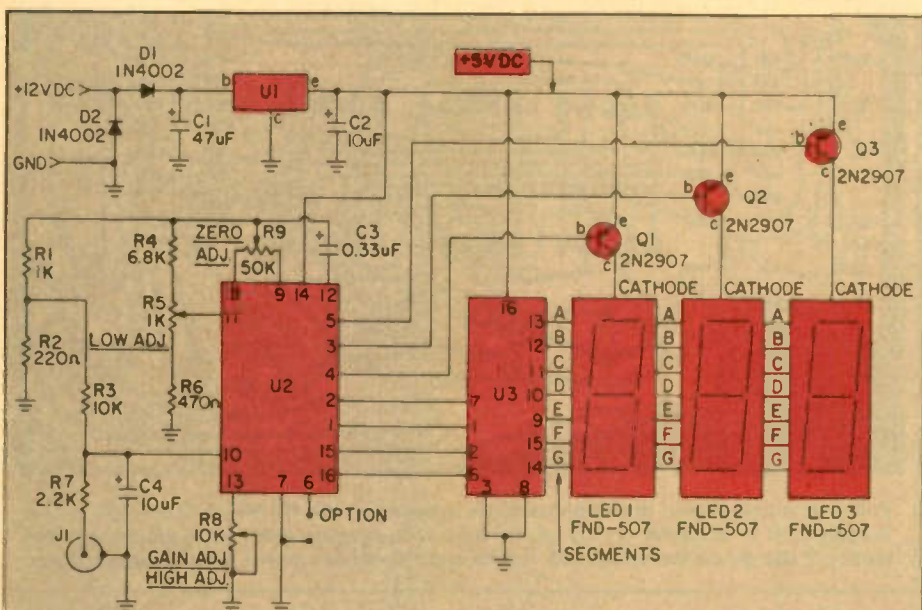 +5VDC
D1
1N4002
+12VDC
D2
1N4002
GND
b
U1
e
c
+
C1
47uF
+
C2
10uF
b
e
c
Q3
2N2907
b
e
c
Q2
2N2907
b
e
c
Q1
2N2907
R1
1K
R4
6.8K
ZERO
ADJ.
R9
50K
+
C3
0.33uF
R5
1K
LOW ADJ.
R2
220n
R3
10K
R6
470n
11
9
14
12
11
5
3
4
2
1
15
16
10
13
7
6
U2
R7
2.2K
+
C4
10uF
J1
R8
10K
GAIN ADJ
HIGH ADJ.
OPTION
16
U3
7
1
2
6
3
8
13
12
11
10
9
15
14
CATHODE
CATHODE
CATHODE
A
B
C
D
E
F
G
A
B
C
D
E
F
G
A
B
C
D
E
F
G
LED 1
FND-507
LED 2
FND-507
LED 3
FND-507
SEGMENTS